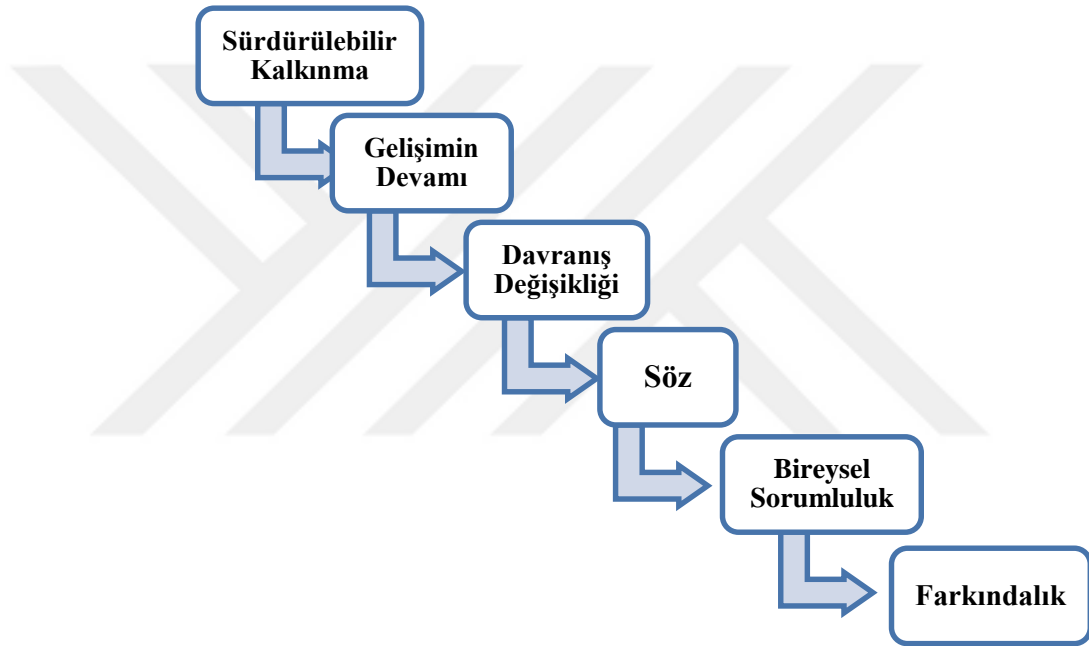 Sürdürülebilir
Kalkınma
Gelişimin
Devamı
Davranış
Değişikliği
Söz
Bireysel
Sorumluluk
Farkındalık